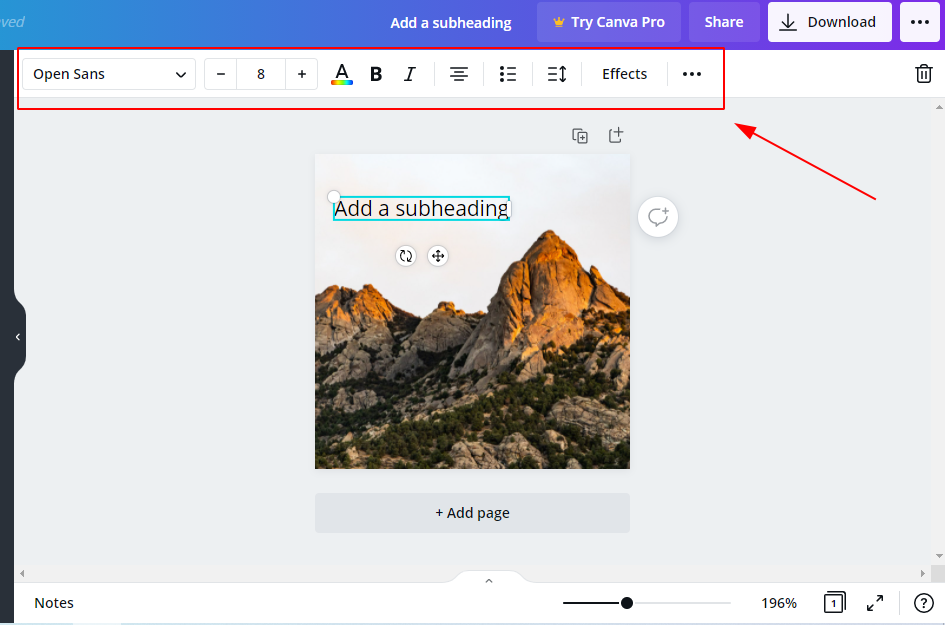 ved
Add a subheading
Try Canva Pro
Share
Download
Open Sans
– 8 +
A B I
Effects
Add a subheading
+ Add page
Notes
196%
1
?